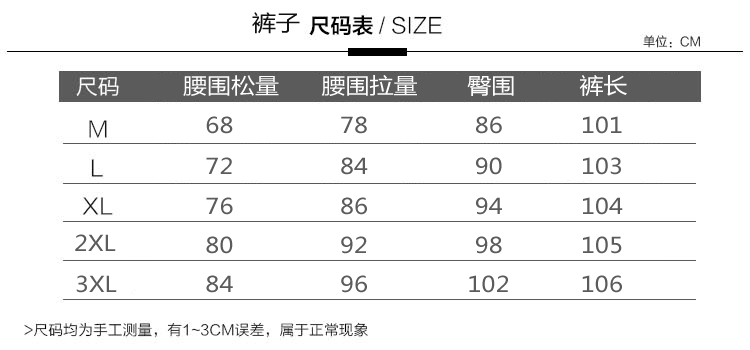 裤子 尺码表 / SIZE
单位: CM
尺码 腰围松量 腰围拉量 臀围 裤长
M 68 78 86 101
L 72 84 90 103
XL 76 86 94 104
2XL 80 92 98 105
3XL 84 96 102 106
>尺码均为手工测量，有1~3CM误差，属于正常现象